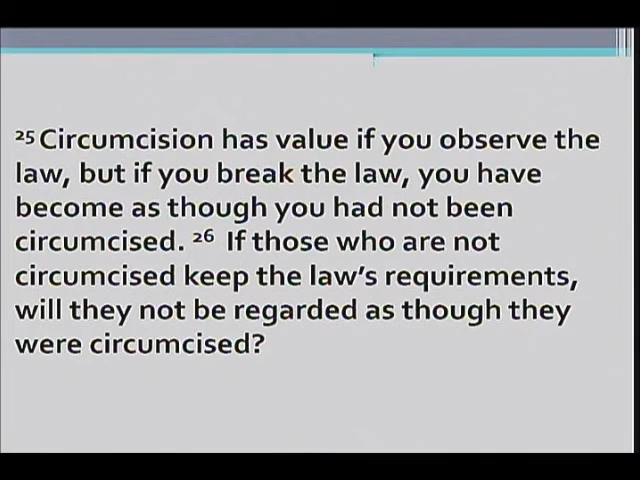 25 Circumcision has value if you observe the
law, but if you break the law, you have
become as though you had not been
circumcised. 26 If those who are not
circumcised keep the law's requirements,
will they not be regarded as though they
were circumcised?